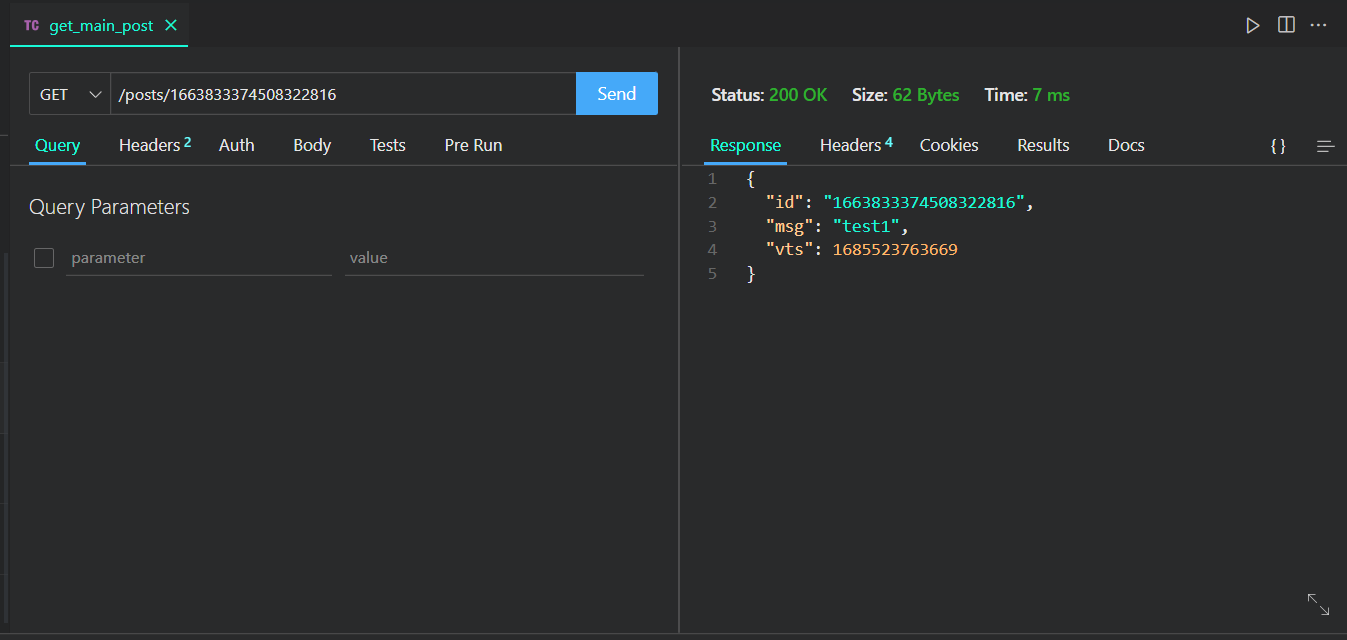 TC get_main_post
GET /posts/1663833374508322816 Send
Query Headers 2 Auth Body Tests Pre Run
Query Parameters
parameter value
Status: 200 OK Size: 62 Bytes Time: 7 ms
Response Headers 4 Cookies Results Docs {}
1 {
2 "id": "1663833374508322816",
3 "msg": "test1",
4 "vts": 1685523763669
5 }